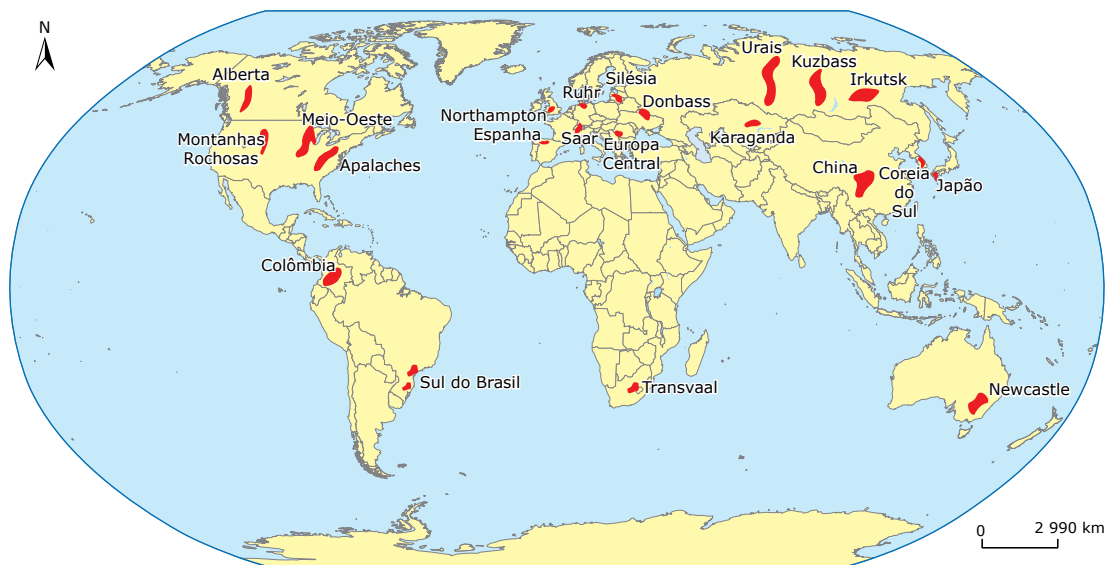 N
Alberta
Meio-Oeste
Montanhas
Rochosas
Apalaches
Colômbia
Sul do Brasil
Northampton
Espanha
Ruhr
Silésia
Saar
Europa
Central
Donbass
Urais
Kuzbass
Irkutsk
Karaganda
China
Coreia
do
Sul
Japão
Transvaal
Newcastle
0 2 990 km